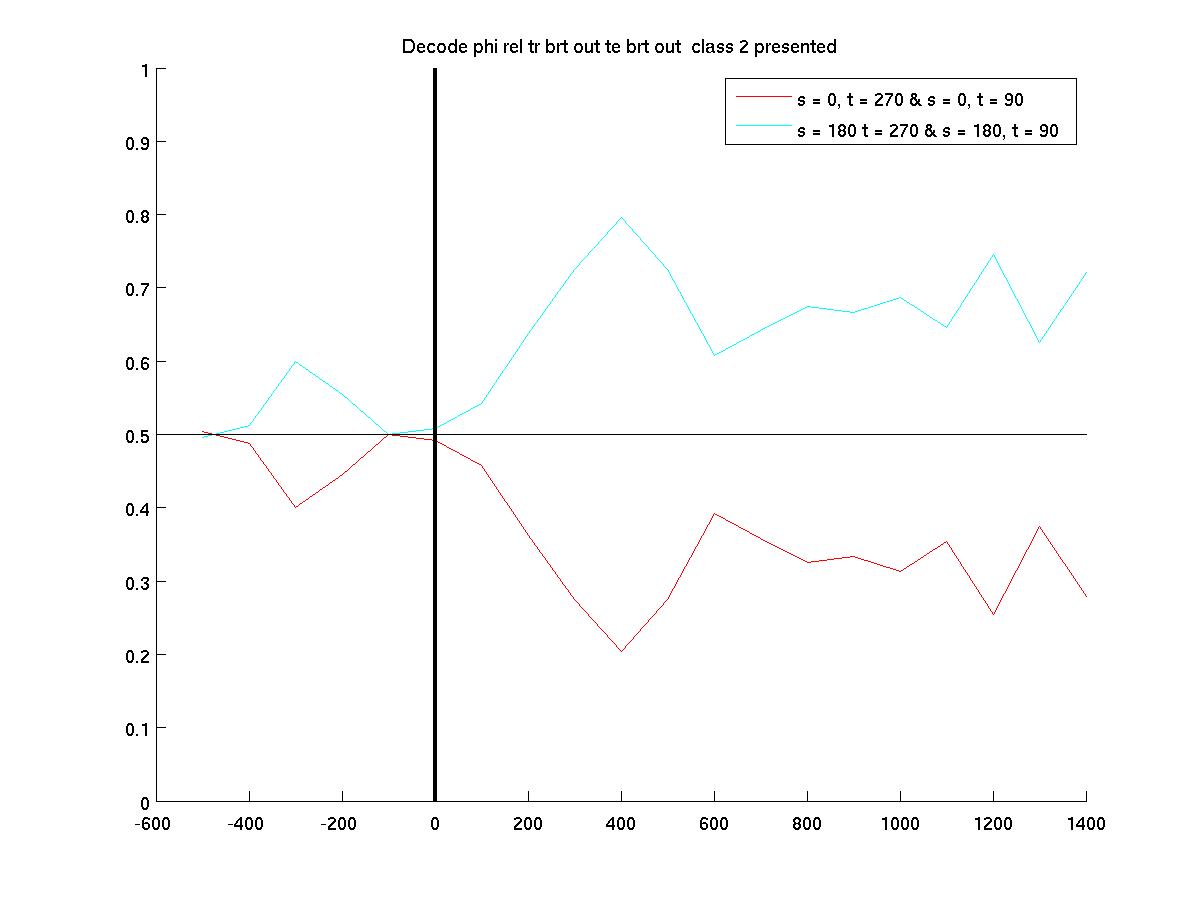 Decode phi rel tr brt out te brt out  class 2 presented
1
s = 0, t = 270 & s = 0, t = 90
s = 180 t = 270 & s = 180, t = 90
0.9
0.8
0.7
0.6
0.5
0.4
0.3
0.2
0.1
0
-600 -400 -200 0 200 400 600 800 1000 1200 1400